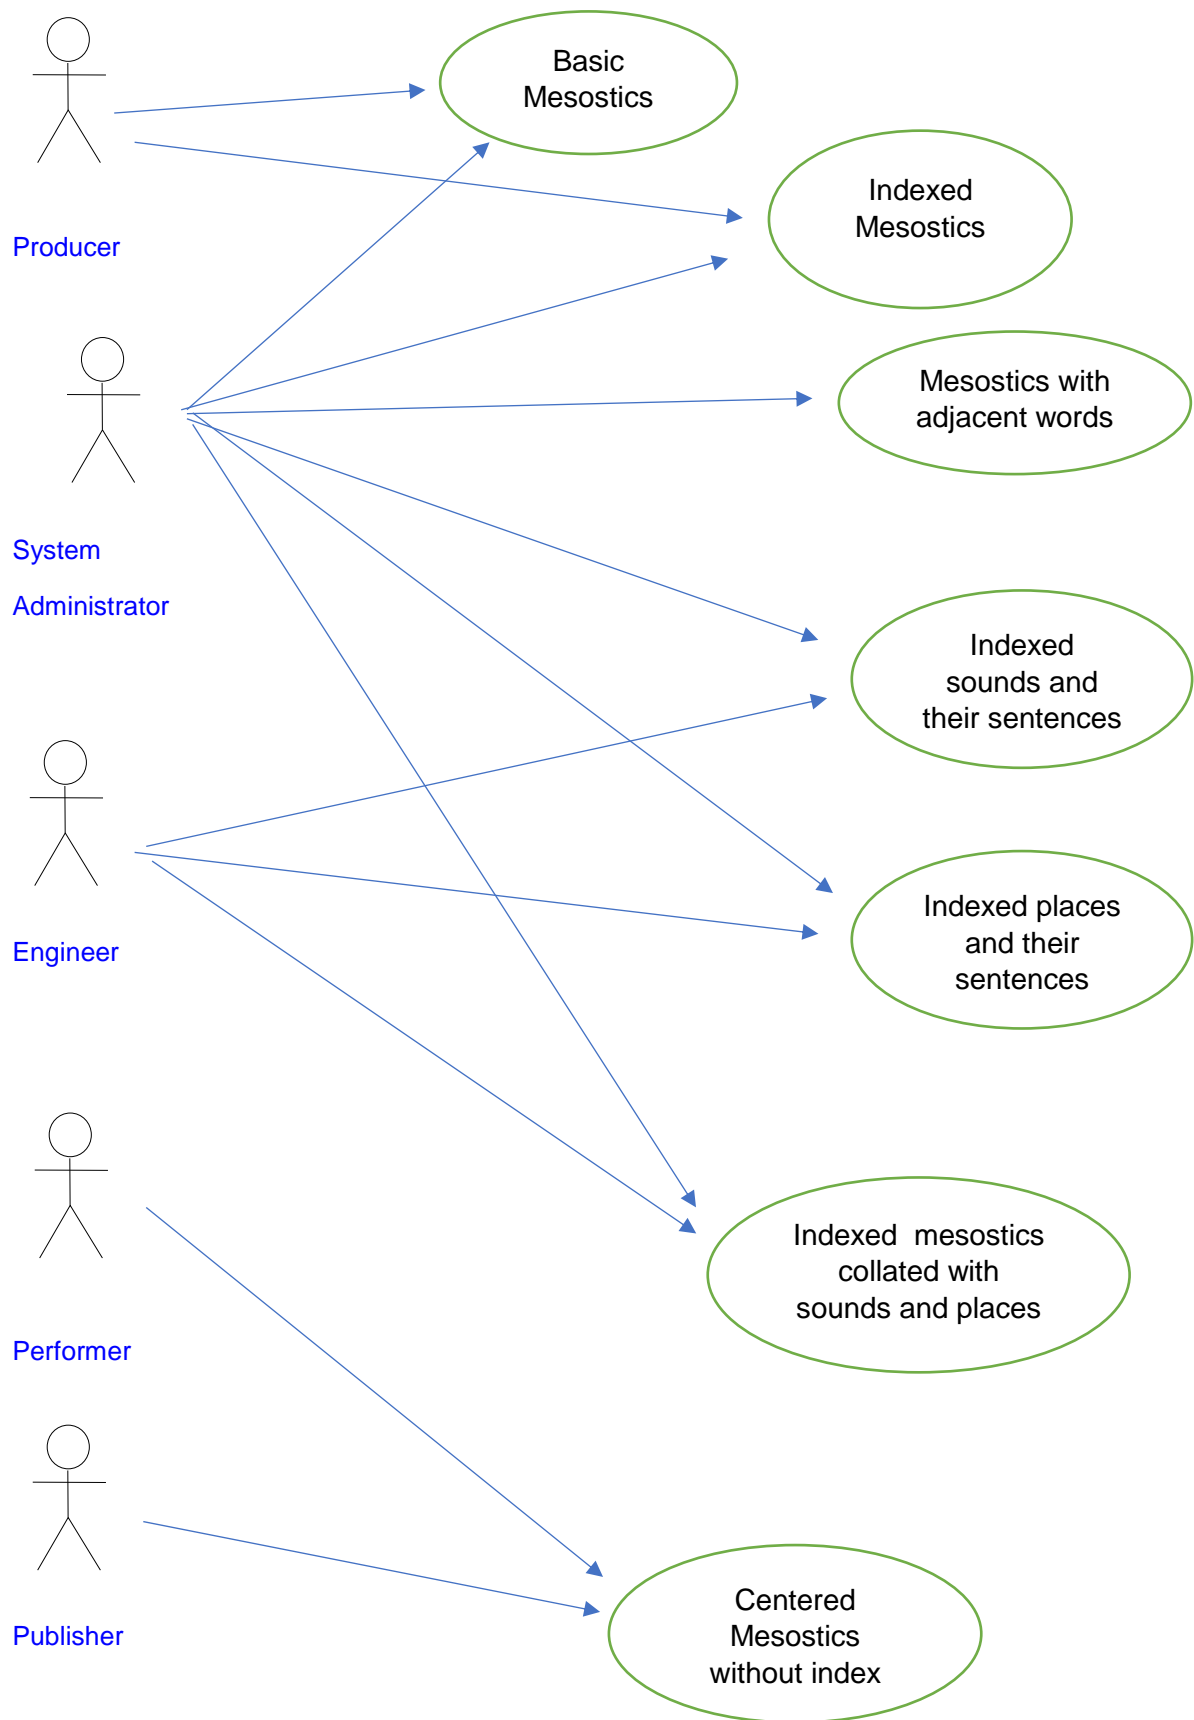 Basic
Mesostics
Indexed
Mesostics
Producer
Mesostics with
adjacent words
System
Administrator
Indexed
sounds and
their sentences
Indexed places
and their
sentences
Engineer
Indexed  mesostics
collated with
sounds and places
Performer
Centered
Mesostics
without index
Publisher